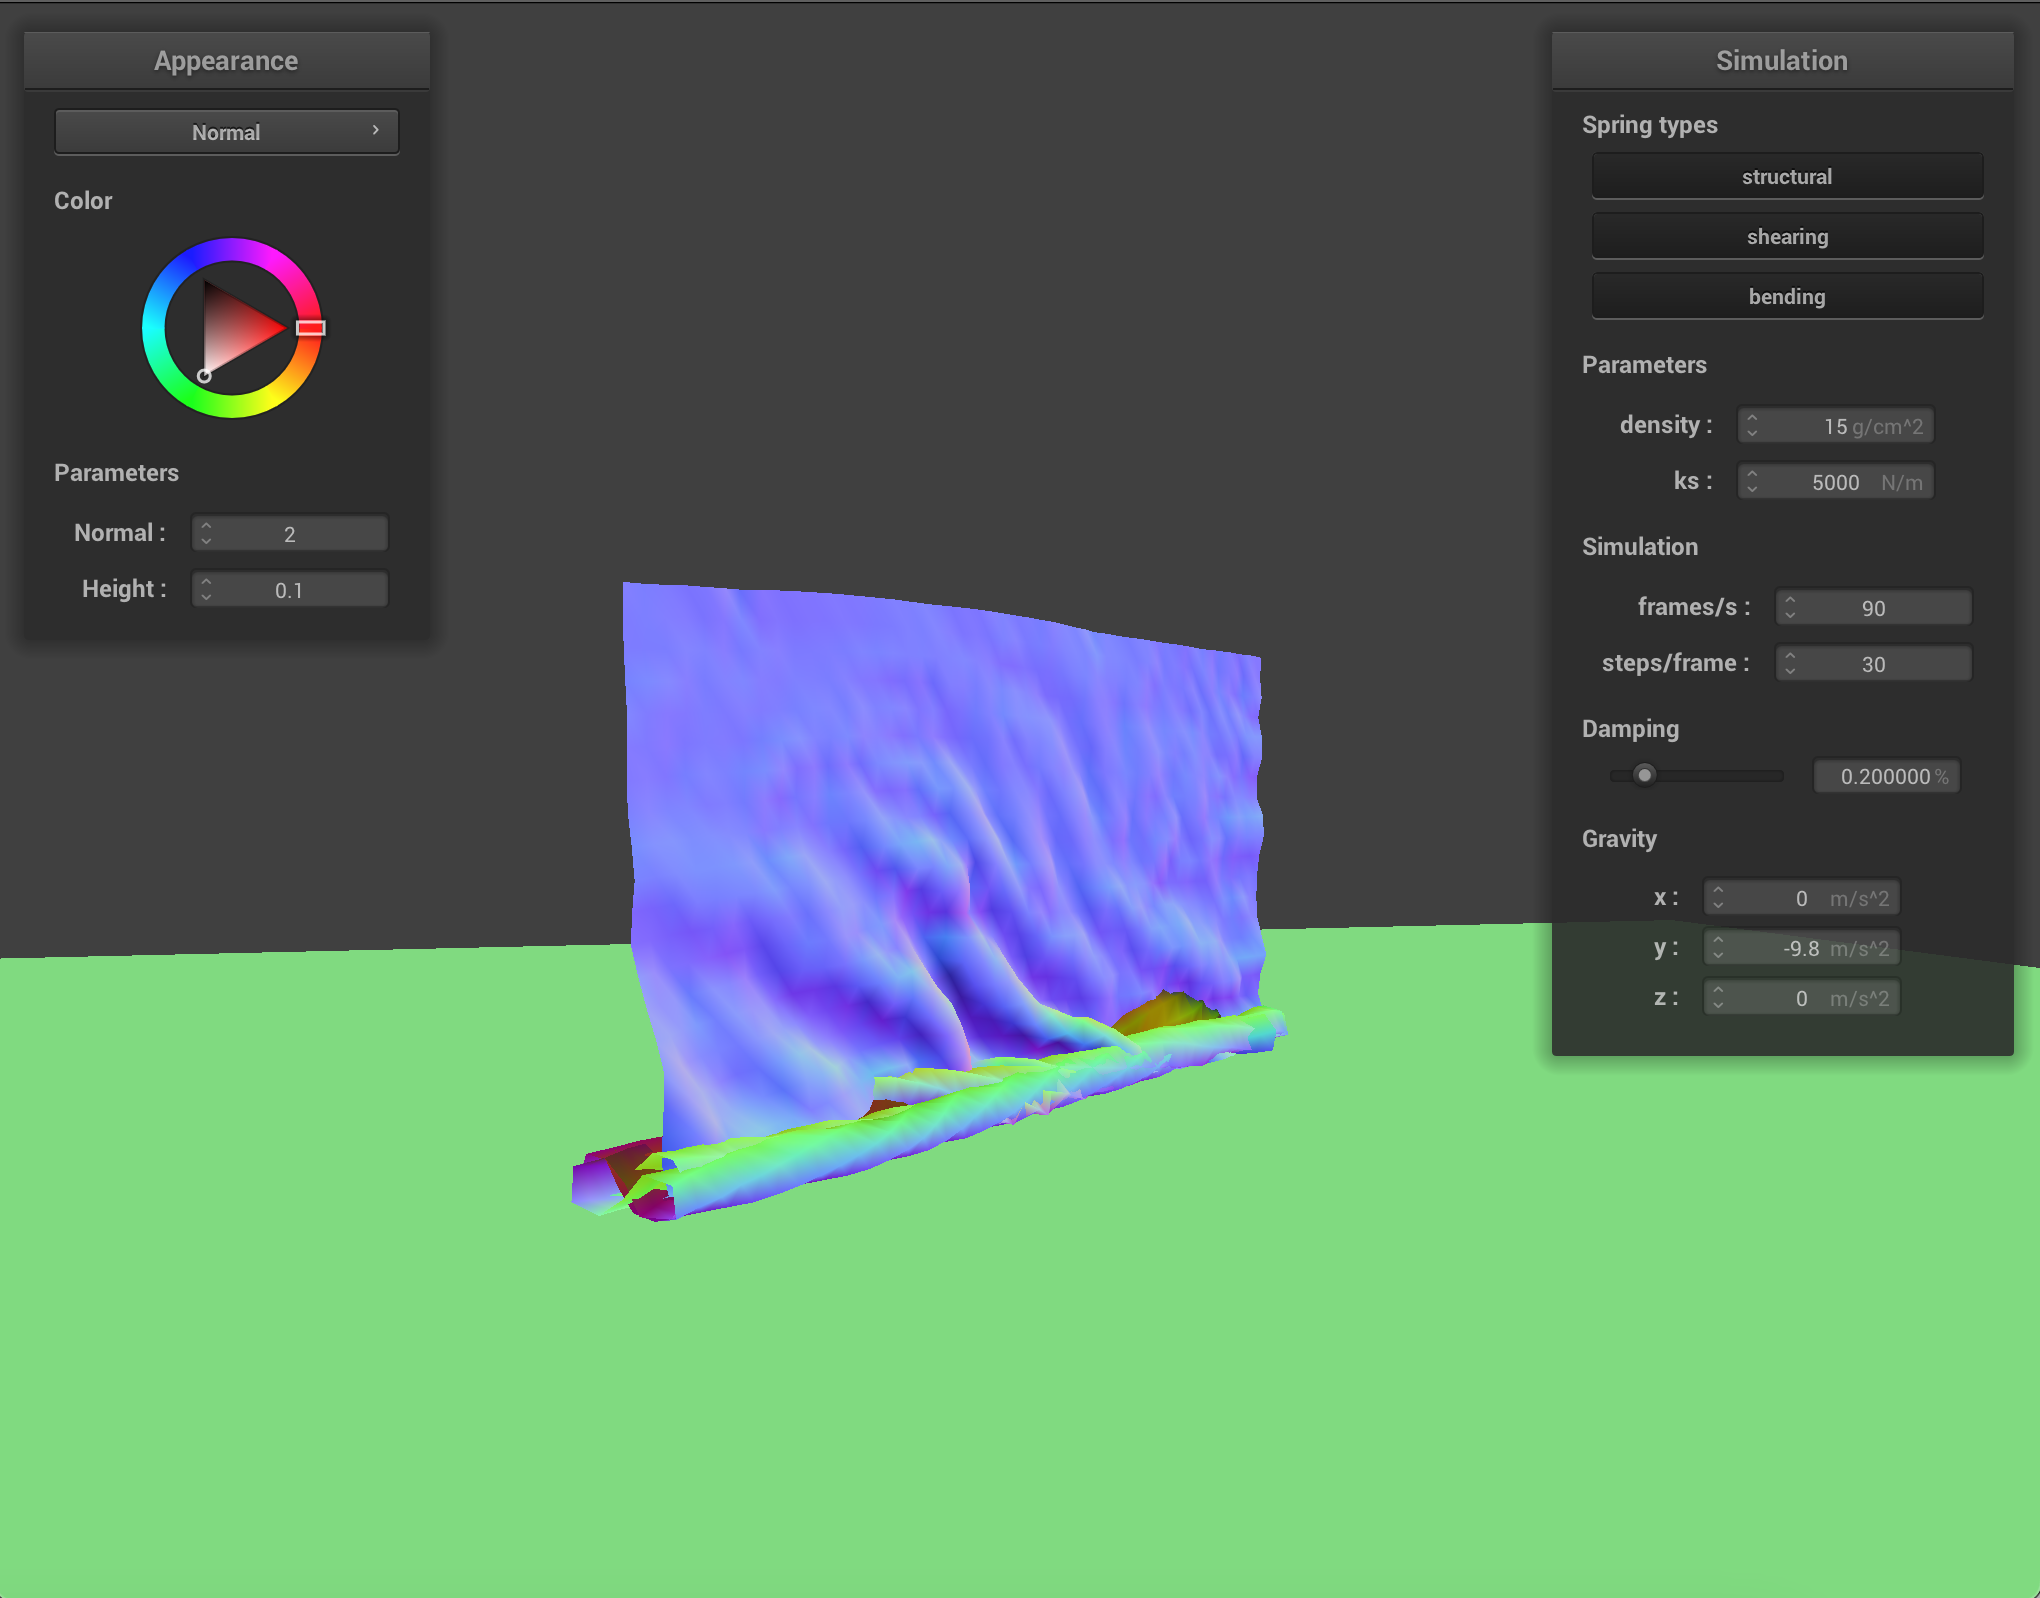 Appearance
Normal
Color
Parameters
Normal : 2
Height : 0.1
Simulation
Spring types
structural
shearing
bending
Parameters
density : 15 g/cm^2
ks : 5000 N/m
Simulation
frames/s : 90
steps/frame : 30
Damping
0.200000 %
Gravity
x : 0 m/s^2
y : -9.8 m/s^2
z : 0 m/s^2